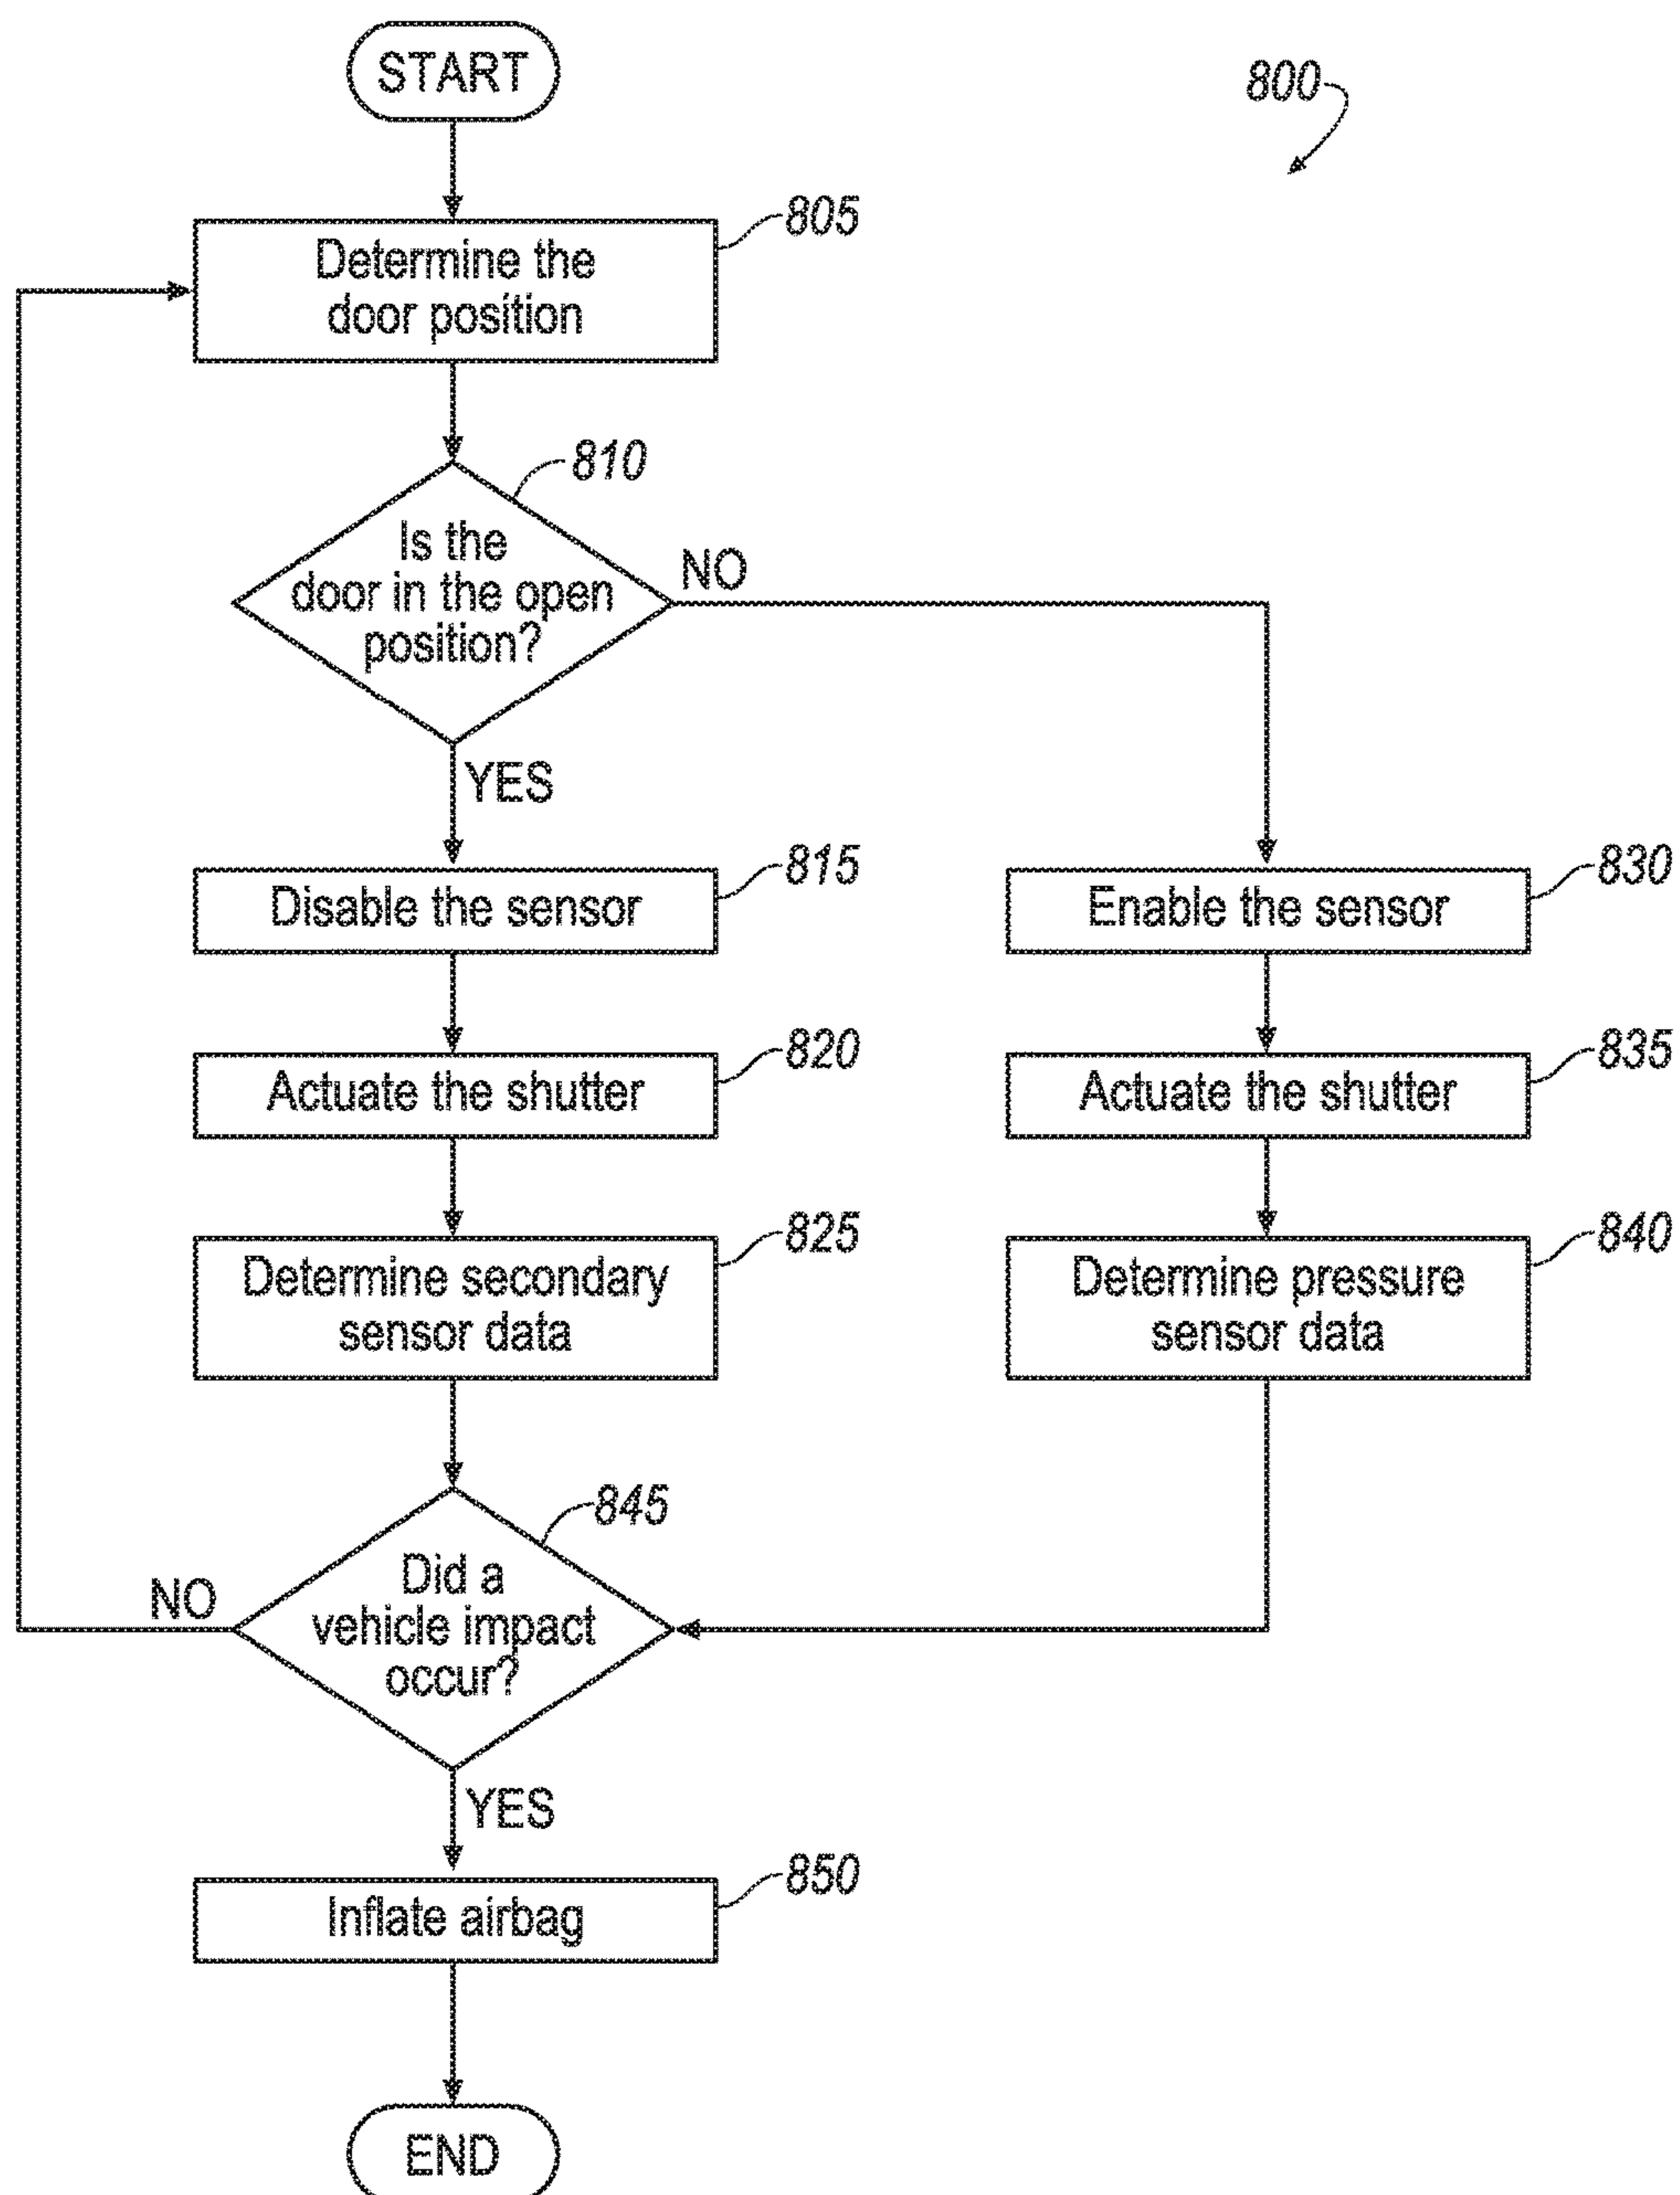 START
800
805
Determine the
door position
810
Is the
door in the open
position?
NO
YES
815
Disable the sensor
830
Enable the sensor
820
Actuate the shutter
835
Actuate the shutter
825
Determine secondary
sensor data
840
Determine pressure
sensor data
845
Did a
vehicle impact
occur?
NO
YES
850
Inflate airbag
END